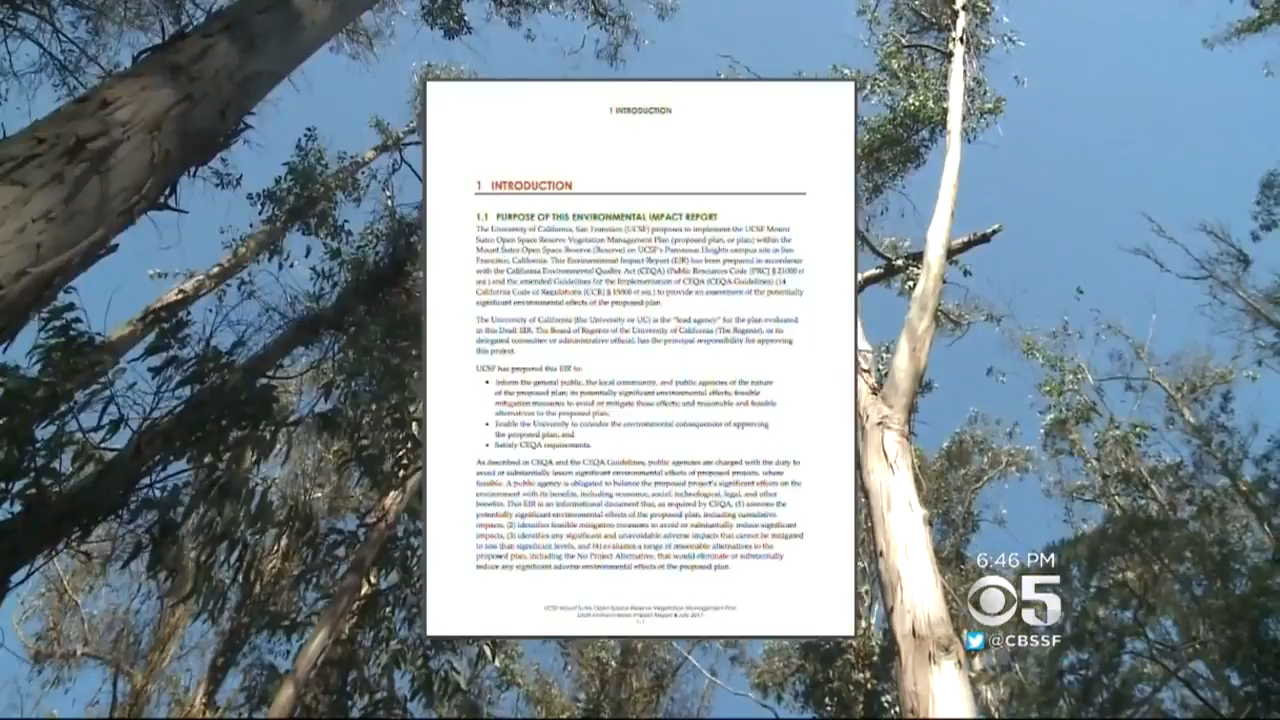 1 INTRODUCTION
1 INTRODUCTION
1.1 PURPOSE OF THIS ENVIRONMENTAL IMPACT REPORT
The University of California, San Francisco (UCSF) proposes to implement the UCSF Mount
Sutro Open Space Reserve Vegetation Management Plan (proposed plan, or plan) within the
Mount Sutro Open Space Reserve (Reserve) on UCSF's Parnassus Heights campus site in San
Francisco, California. This Environmental Impact Report (EIR) has been prepared in accordance
with the California Environmental Quality Act (CEQA) (Public Resources Code [PRC] § 21000 et
seq.) and the amended Guidelines for the Implementation of CEQA (CEQA Guidelines) (14
California Code of Regulations [CCR] § 15000 et seq.) to provide an assessment of the potentially
significant environmental effects of the proposed plan.
The University of California (the University or UC) is the "lead agency" for the plan evaluated
in this Draft EIR. The Board of Regents of the University of California (The Regents), or its
delegated committee or administrative official, has the principal responsibility for approving
this project.
UCSF has prepared this EIR to:
• Inform the general public, the local community, and public agencies of the nature
of the proposed plan; its potentially significant environmental effects; feasible
mitigation measures to avoid or mitigate those effects; and reasonable and feasible
alternatives to the proposed plan;
• Enable the University to consider the environmental consequences of approving
the proposed plan; and
• Satisfy CEQA requirements.
As described in CEQA and the CEQA Guidelines, public agencies are charged with the duty to
avoid or substantially lessen significant environmental effects of proposed projects, where
feasible. A public agency is obligated to balance the proposed project's significant effects on the
environment with its benefits, including economic, social, technological, legal, and other
benefits. This EIR is an informational document that, as required by CEQA, (1) assesses the
potentially significant environmental effects of the proposed plan, including cumulative
impacts, (2) identifies feasible mitigation measures to avoid or substantially reduce significant
impacts, (3) identifies any significant and unavoidable adverse impacts that cannot be mitigated
to less than significant levels, and (4) evaluates a range of reasonable alternatives to the
proposed plan, including the No Project Alternative, that would eliminate or substantially
reduce any significant adverse environmental effects of the proposed plan.
UCSF Mount Sutro Open Space Reserve Vegetation Management Plan
Draft Environmental Impact Report ■ July 2017
1-1
6:46 PM
5
@CBSSF